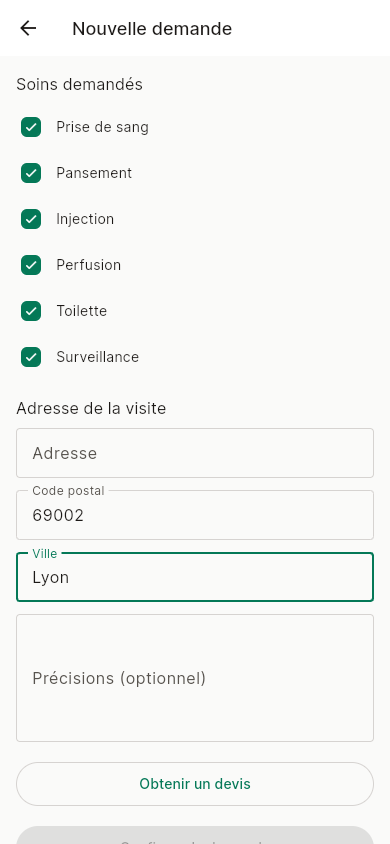 Nouvelle demande
Soins demandés
Prise de sang
Pansement
Injection
Perfusion
Toilette
Surveillance
Adresse de la visite
Adresse
Code postal
69002
Ville
Lyon
Précisions (optionnel)
Obtenir un devis